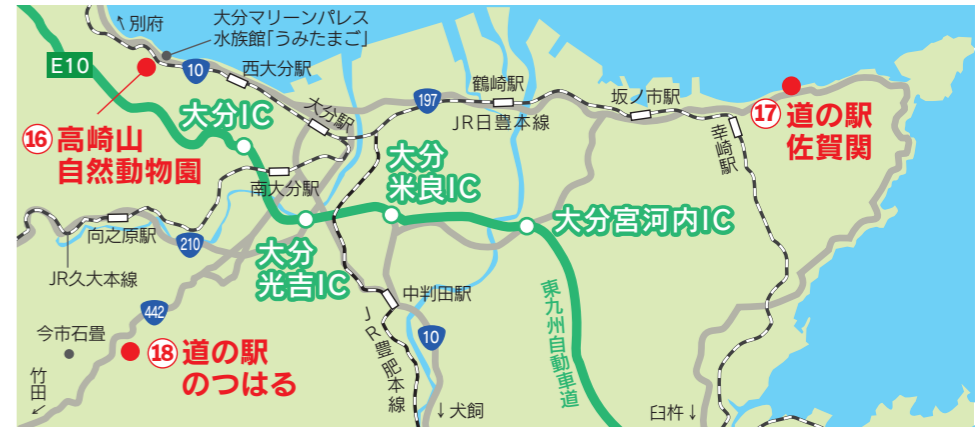 ↑別府
大分マリーンパレス
水族館「うみたまご」
E10
10
西大分駅
大分駅
197
鶴崎駅
JR日豊本線
坂ノ市駅
幸崎駅
⑰道の駅
佐賀関
⑯高崎山
自然動物園
大分IC
南大分駅
大分
米良IC
大分宮河内IC
向之原駅
210
JR久大本線
大分
光吉IC
中判田駅
10
JR豊肥本線
東九州自動車道
442
今市石畳
⑱道の駅
のつはる
竹田
↓犬飼
臼杵↓